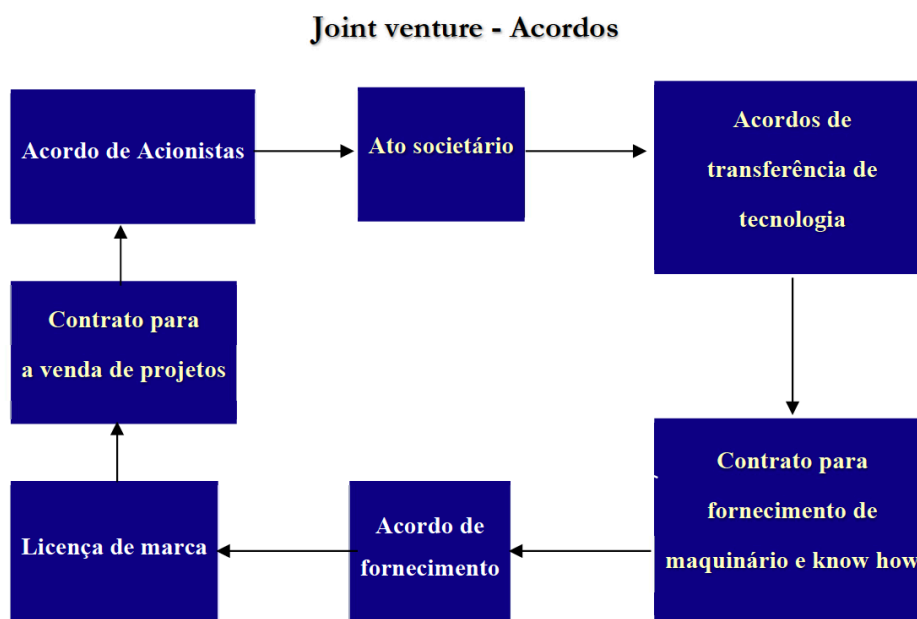 Joint venture - Acordos
Acordo de Acionistas
Ato societário
Acordos de
transferência de
tecnologia
Contrato para
a venda de projetos
Contrato para
fornecimento de
maquinário e know how
Acordo de
fornecimento
Licença de marca